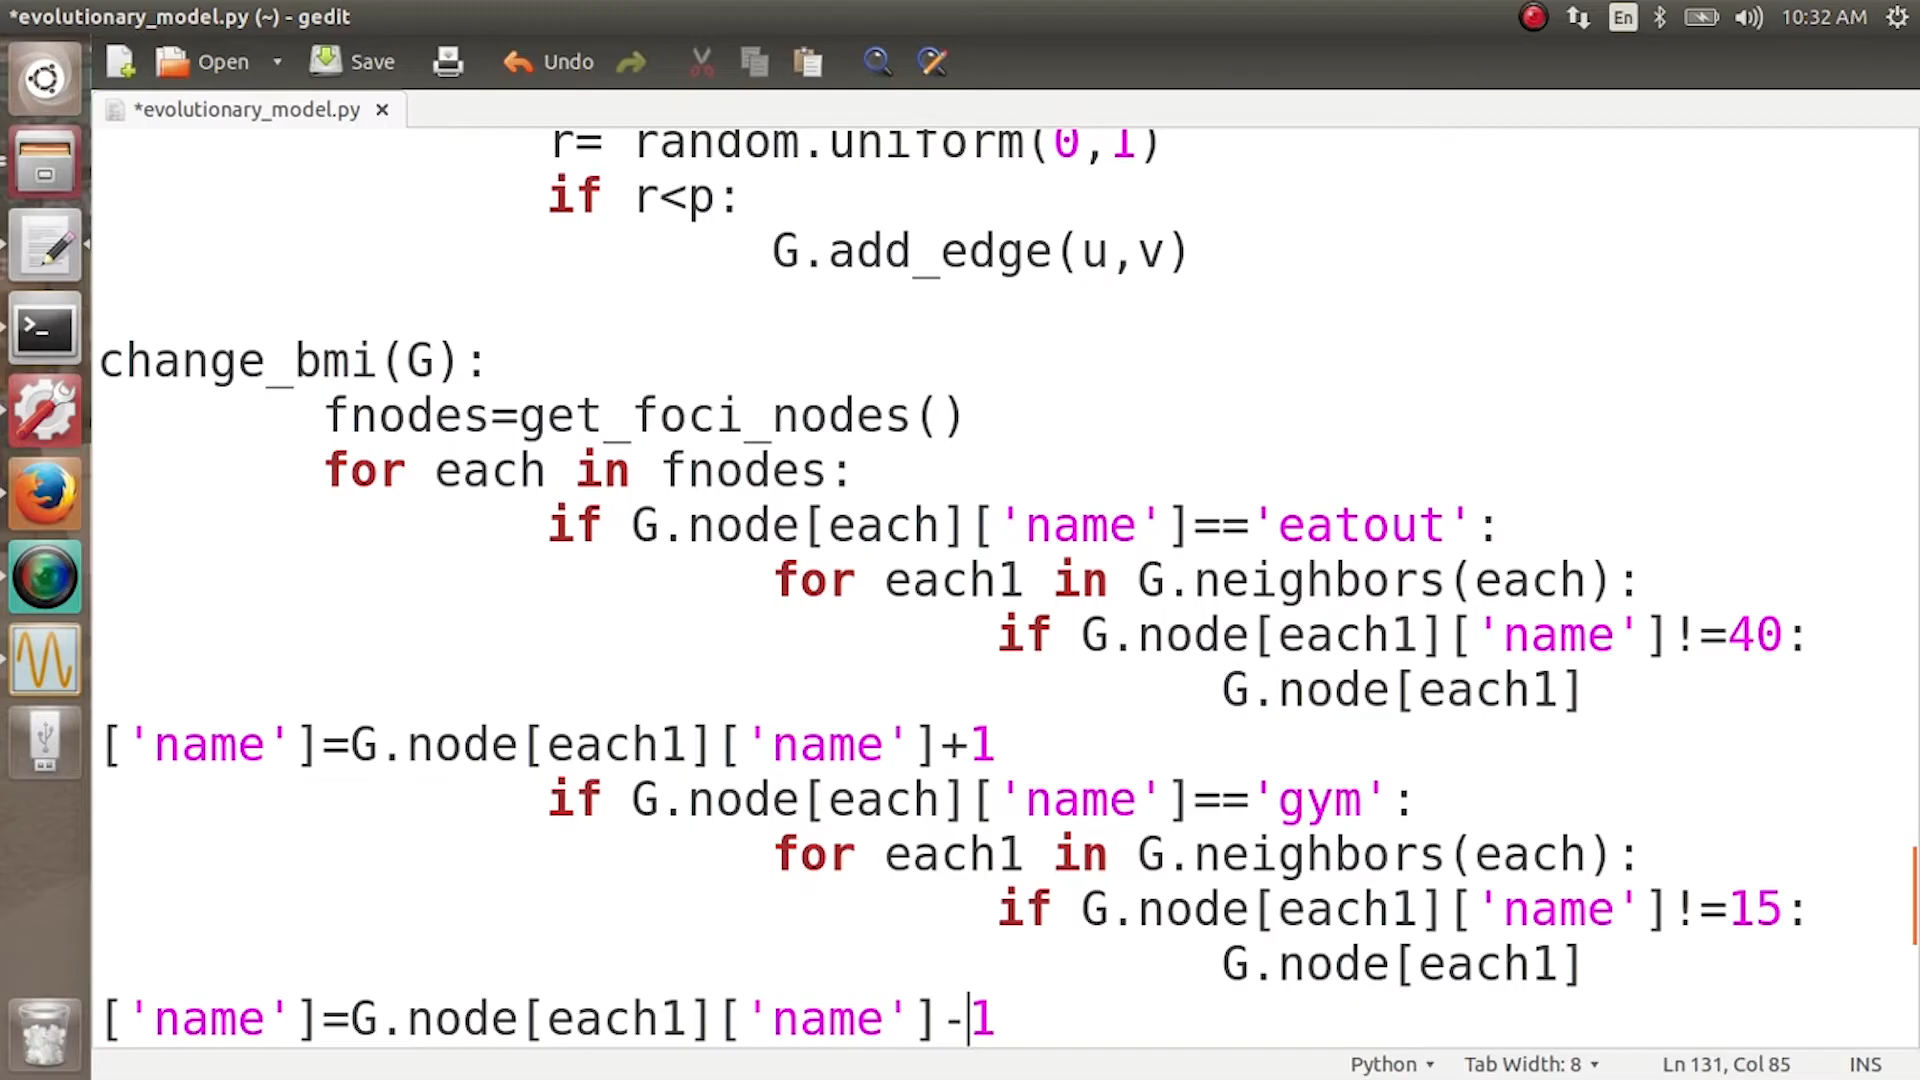 *evolutionary_model.py (~) - gedit
En
10:32 AM
Open
Save
Undo
*evolutionary_model.py ×
r= random.uniform(0,1)
if r<p:
G.add_edge(u,v)
change_bmi(G):
fnodes=get_foci_nodes()
for each in fnodes:
if G.node[each]['name']=='eatout':
for each1 in G.neighbors(each):
if G.node[each1]['name']!=40:
G.node[each1]
['name']=G.node[each1]['name']+1
if G.node[each]['name']=='gym':
for each1 in G.neighbors(each):
if G.node[each1]['name']!=15:
G.node[each1]
['name']=G.node[each1]['name']-1
Python
Tab Width: 8
Ln 131, Col 85
INS